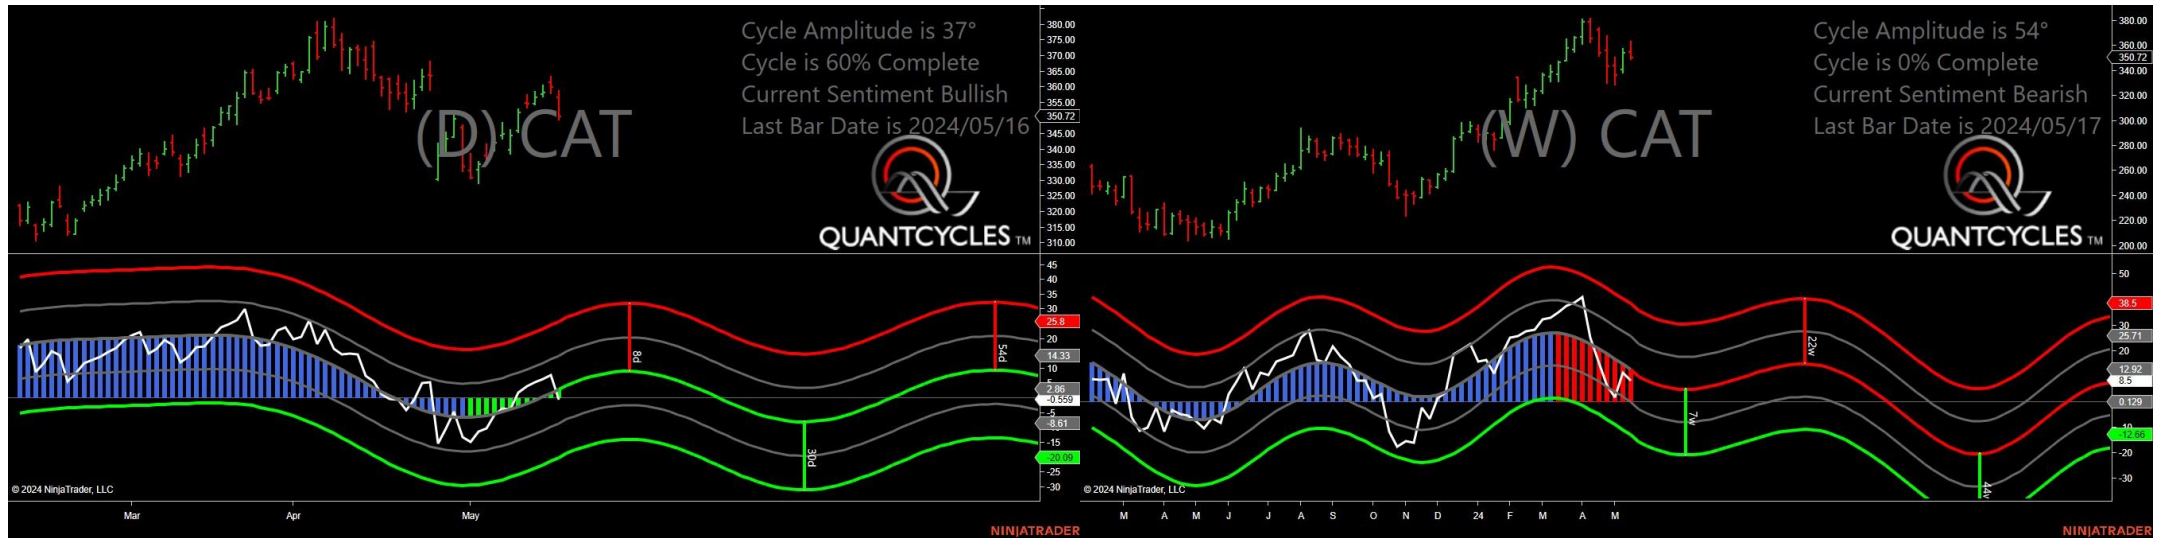 Cycle Amplitude is 37°
Cycle is 60% Complete
Current Sentiment Bullish
Last Bar Date is 2024/05/16
(D) CAT
QUANTCYCLES TM
380.00
375.00
370.00
365.00
360.00
355.00
350.72
345.00
340.00
335.00
330.00
325.00
320.00
315.00
310.00
45
40
35
30
25.8
20
14.33
10
5
2.86
-0.559
-5
-8.61
-15
-20.09
-25
-30
8d
30d
54d
© 2024 NinjaTrader, LLC
Mar
Apr
May
NINJATRADER
Cycle Amplitude is 54°
Cycle is 0% Complete
Current Sentiment Bearish
Last Bar Date is 2024/05/17
(W) CAT
QUANTCYCLES TM
380.00
360.00
350.72
340.00
320.00
300.00
280.00
260.00
240.00
220.00
200.00
50
38.5
30
25.71
20
12.92
8.5
0.129
-12.66
-20
-30
22w
7w
44w
© 2024 NinjaTrader, LLC
M
A
M
J
J
A
S
O
N
D
24
F
M
A
M
NINJATRADER